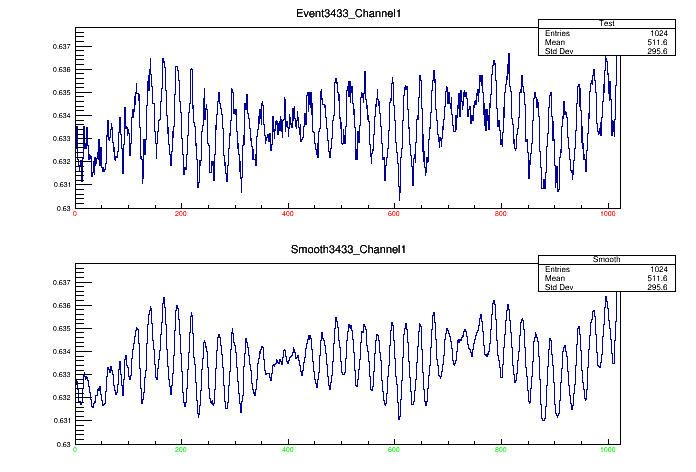 Event3433_Channel1
Test
Entries 1024
Mean 511.6
Std Dev 295.6
0.637
0.636
0.635
0.634
0.633
0.632
0.631
0.63
0 200 400 600 800 1000
Smooth3433_Channel1
Smooth
Entries 1024
Mean 511.6
Std Dev 295.6
0.637
0.636
0.635
0.634
0.633
0.632
0.631
0.63
0 200 400 600 800 1000